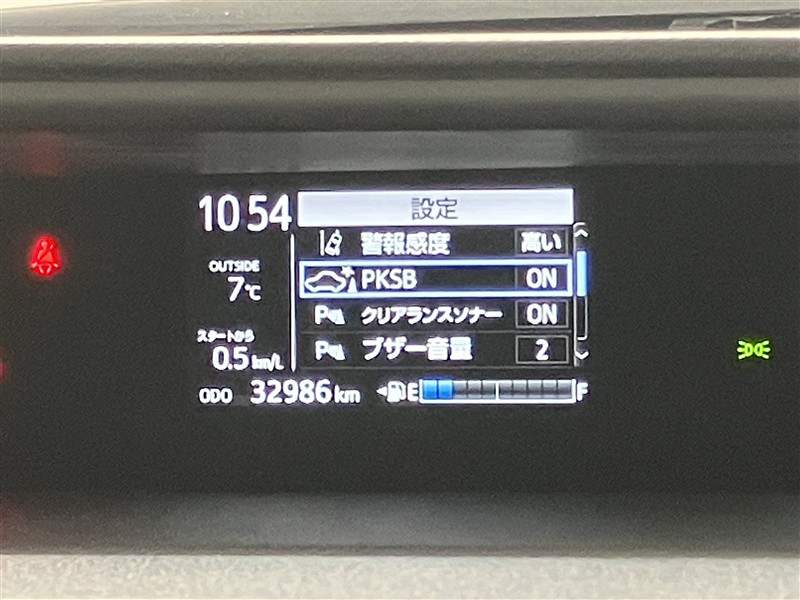 10:54
設定
警報感度 高い
OUTSIDE
7℃
PKSB ON
P クリアランスソナー ON
スタートから
0.5 km/L
P ブザー音量 2
ODO 32986 km
E F